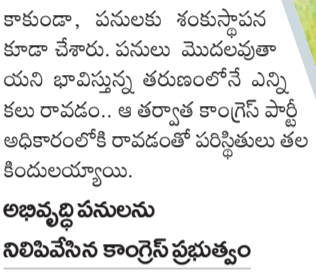 కాకుండా, పనులకు శంకుస్థాపన
కూడా చేశారు. పనులు మొదలవుతా
యని భావిస్తున్న తరుణంలోనే ఎన్ని
కలు రావడం.. ఆ తర్వాత కాంగ్రెస్ పార్టీ
అధికారంలోకి రావడంతో పరిస్థితులు తల
కిందులయ్యాయి.
అభివృద్ధి పనులను
నిలిపివేసిన కాంగ్రెస్ ప్రభుత్వం